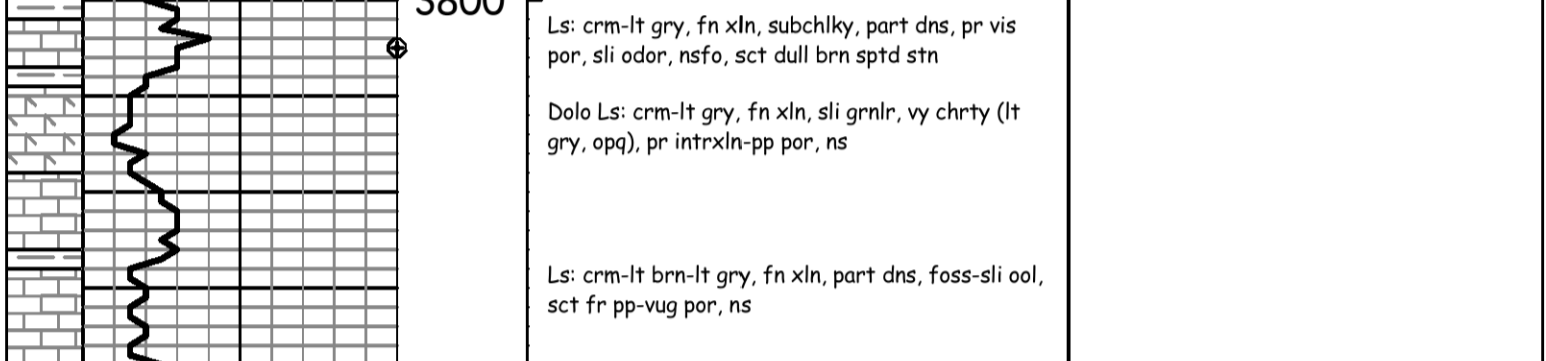 3800
Ls: crm-lt gry, fn xln, subchlky, part dns, pr vis
por, sli odor, nsfo, sct dull brn sptd stn
Dolo Ls: crm-lt gry, fn xln, sli grnlr, vy chrty (lt
gry, opq), pr intrxln-pp por, ns
Ls: crm-lt brn-lt gry, fn xln, part dns, foss-sli ool,
sct fr pp-vug por, ns